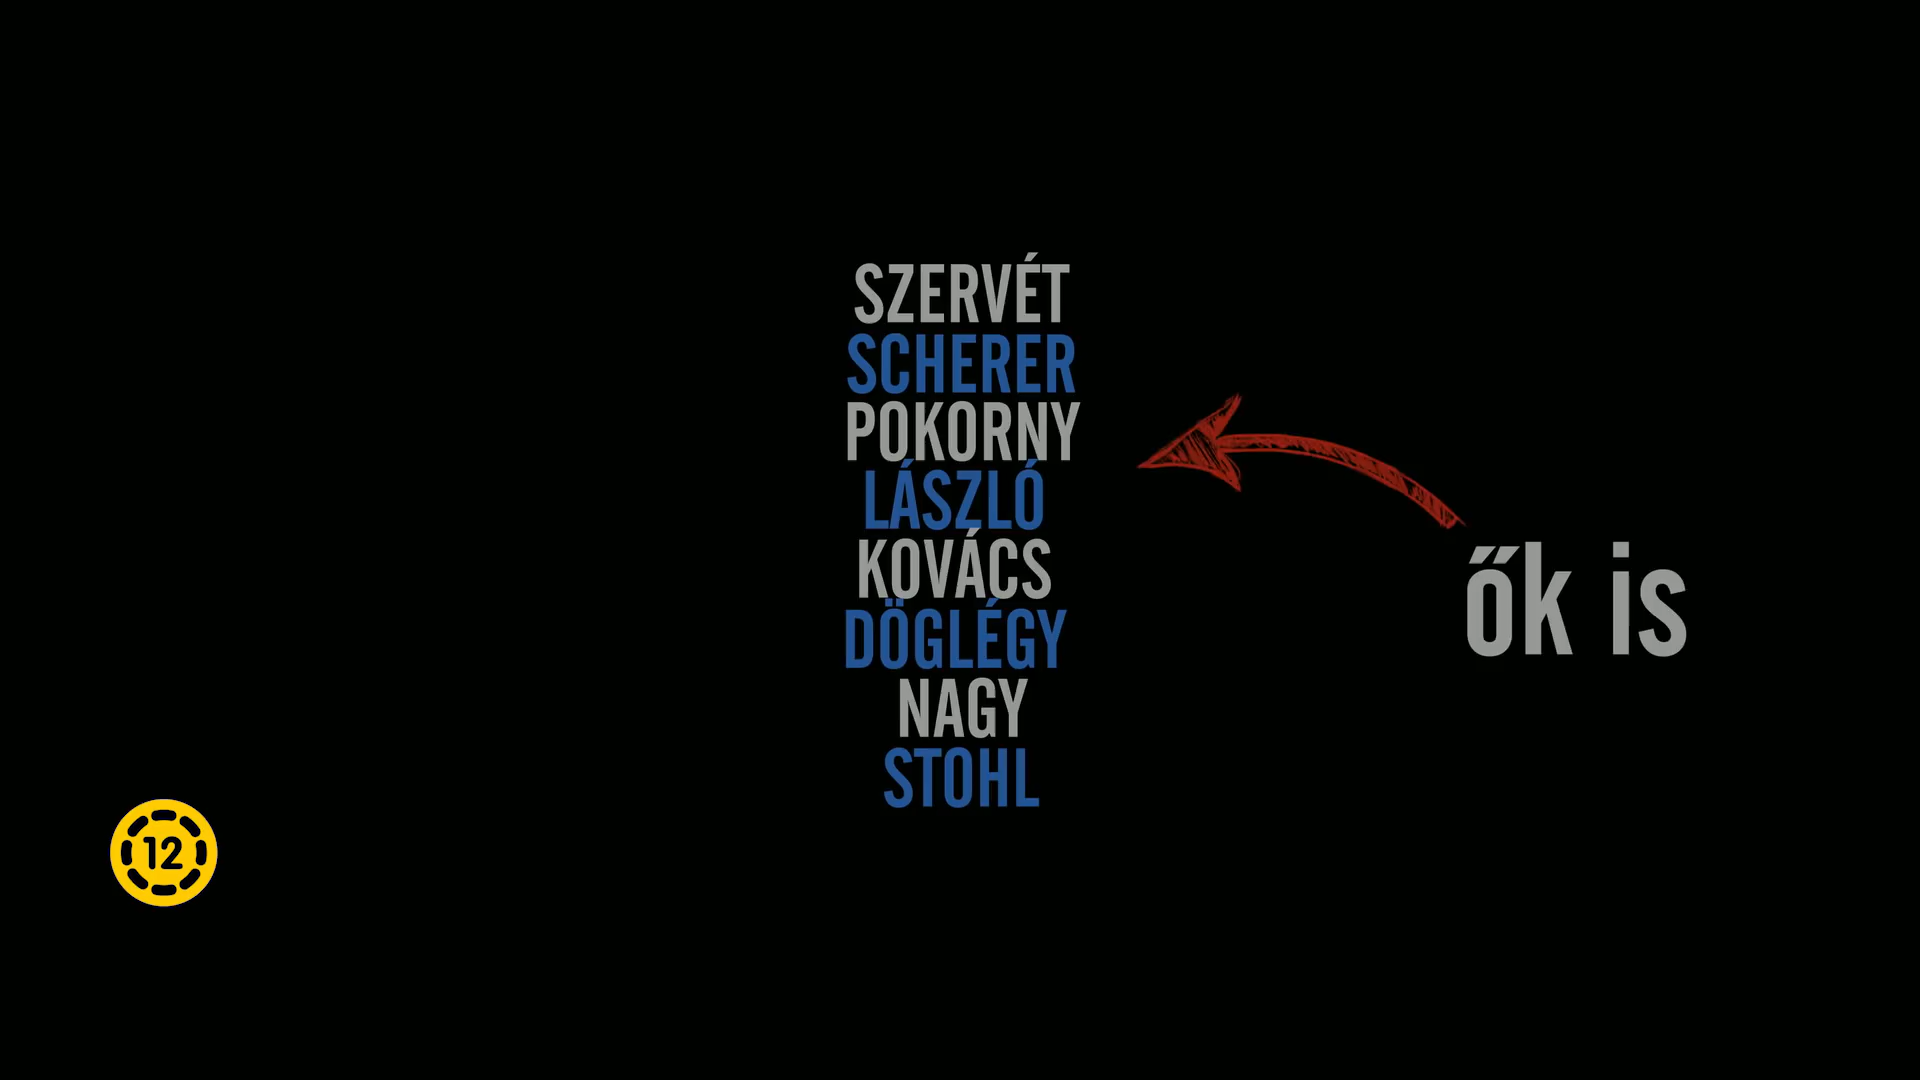 SZERVÉT
SCHERER
POKORNY
LÁSZLÓ
KOVÁCS
DÖGLÉGY
NAGY
STOHL
ők is
12